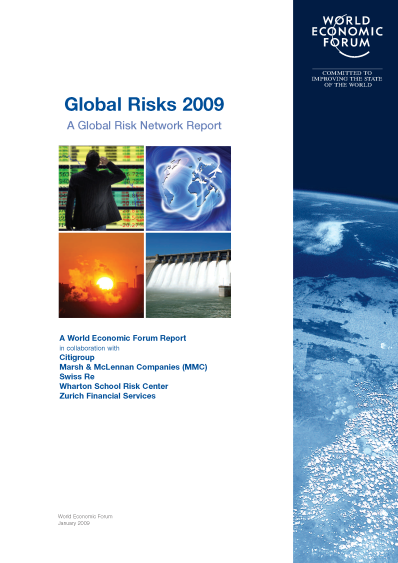 WORLD
ECONOMIC
FORUM
COMMITTED TO
IMPROVING THE STATE
OF THE WORLD
Global Risks 2009
A Global Risk Network Report
A World Economic Forum Report
in collaboration with
Citigroup
Marsh & McLennan Companies (MMC)
Swiss Re
Wharton School Risk Center
Zurich Financial Services
World Economic Forum
January 2009